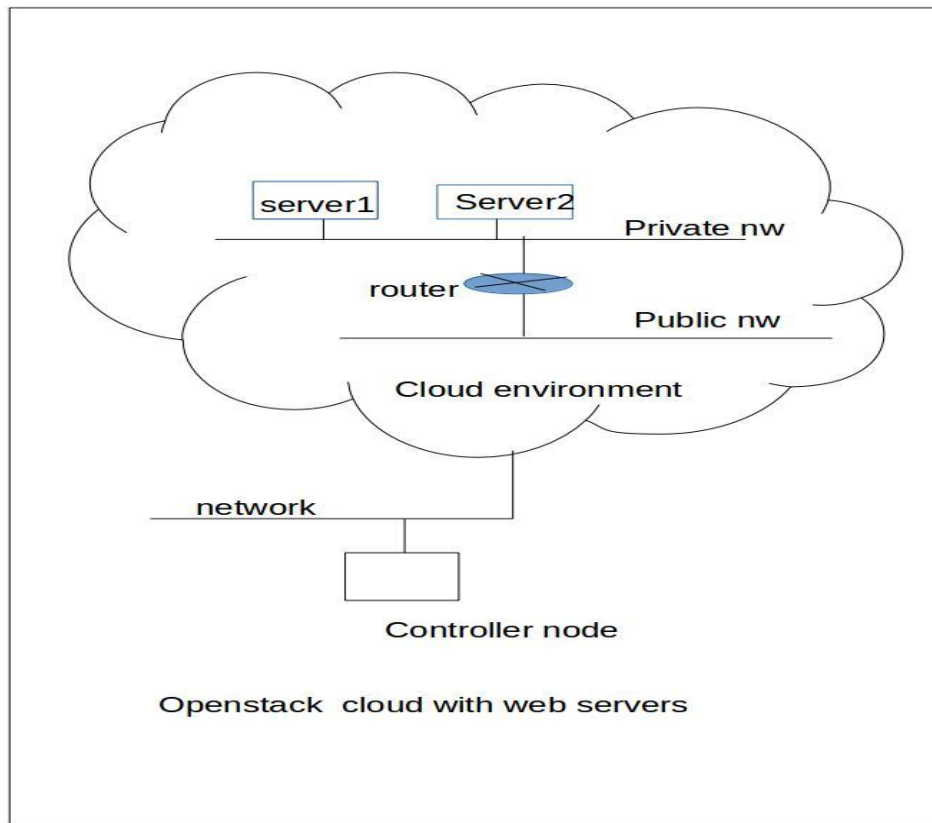 server1
Server2
Private nw
router
Public nw
Cloud environment
network
Controller node
Openstack cloud with web servers